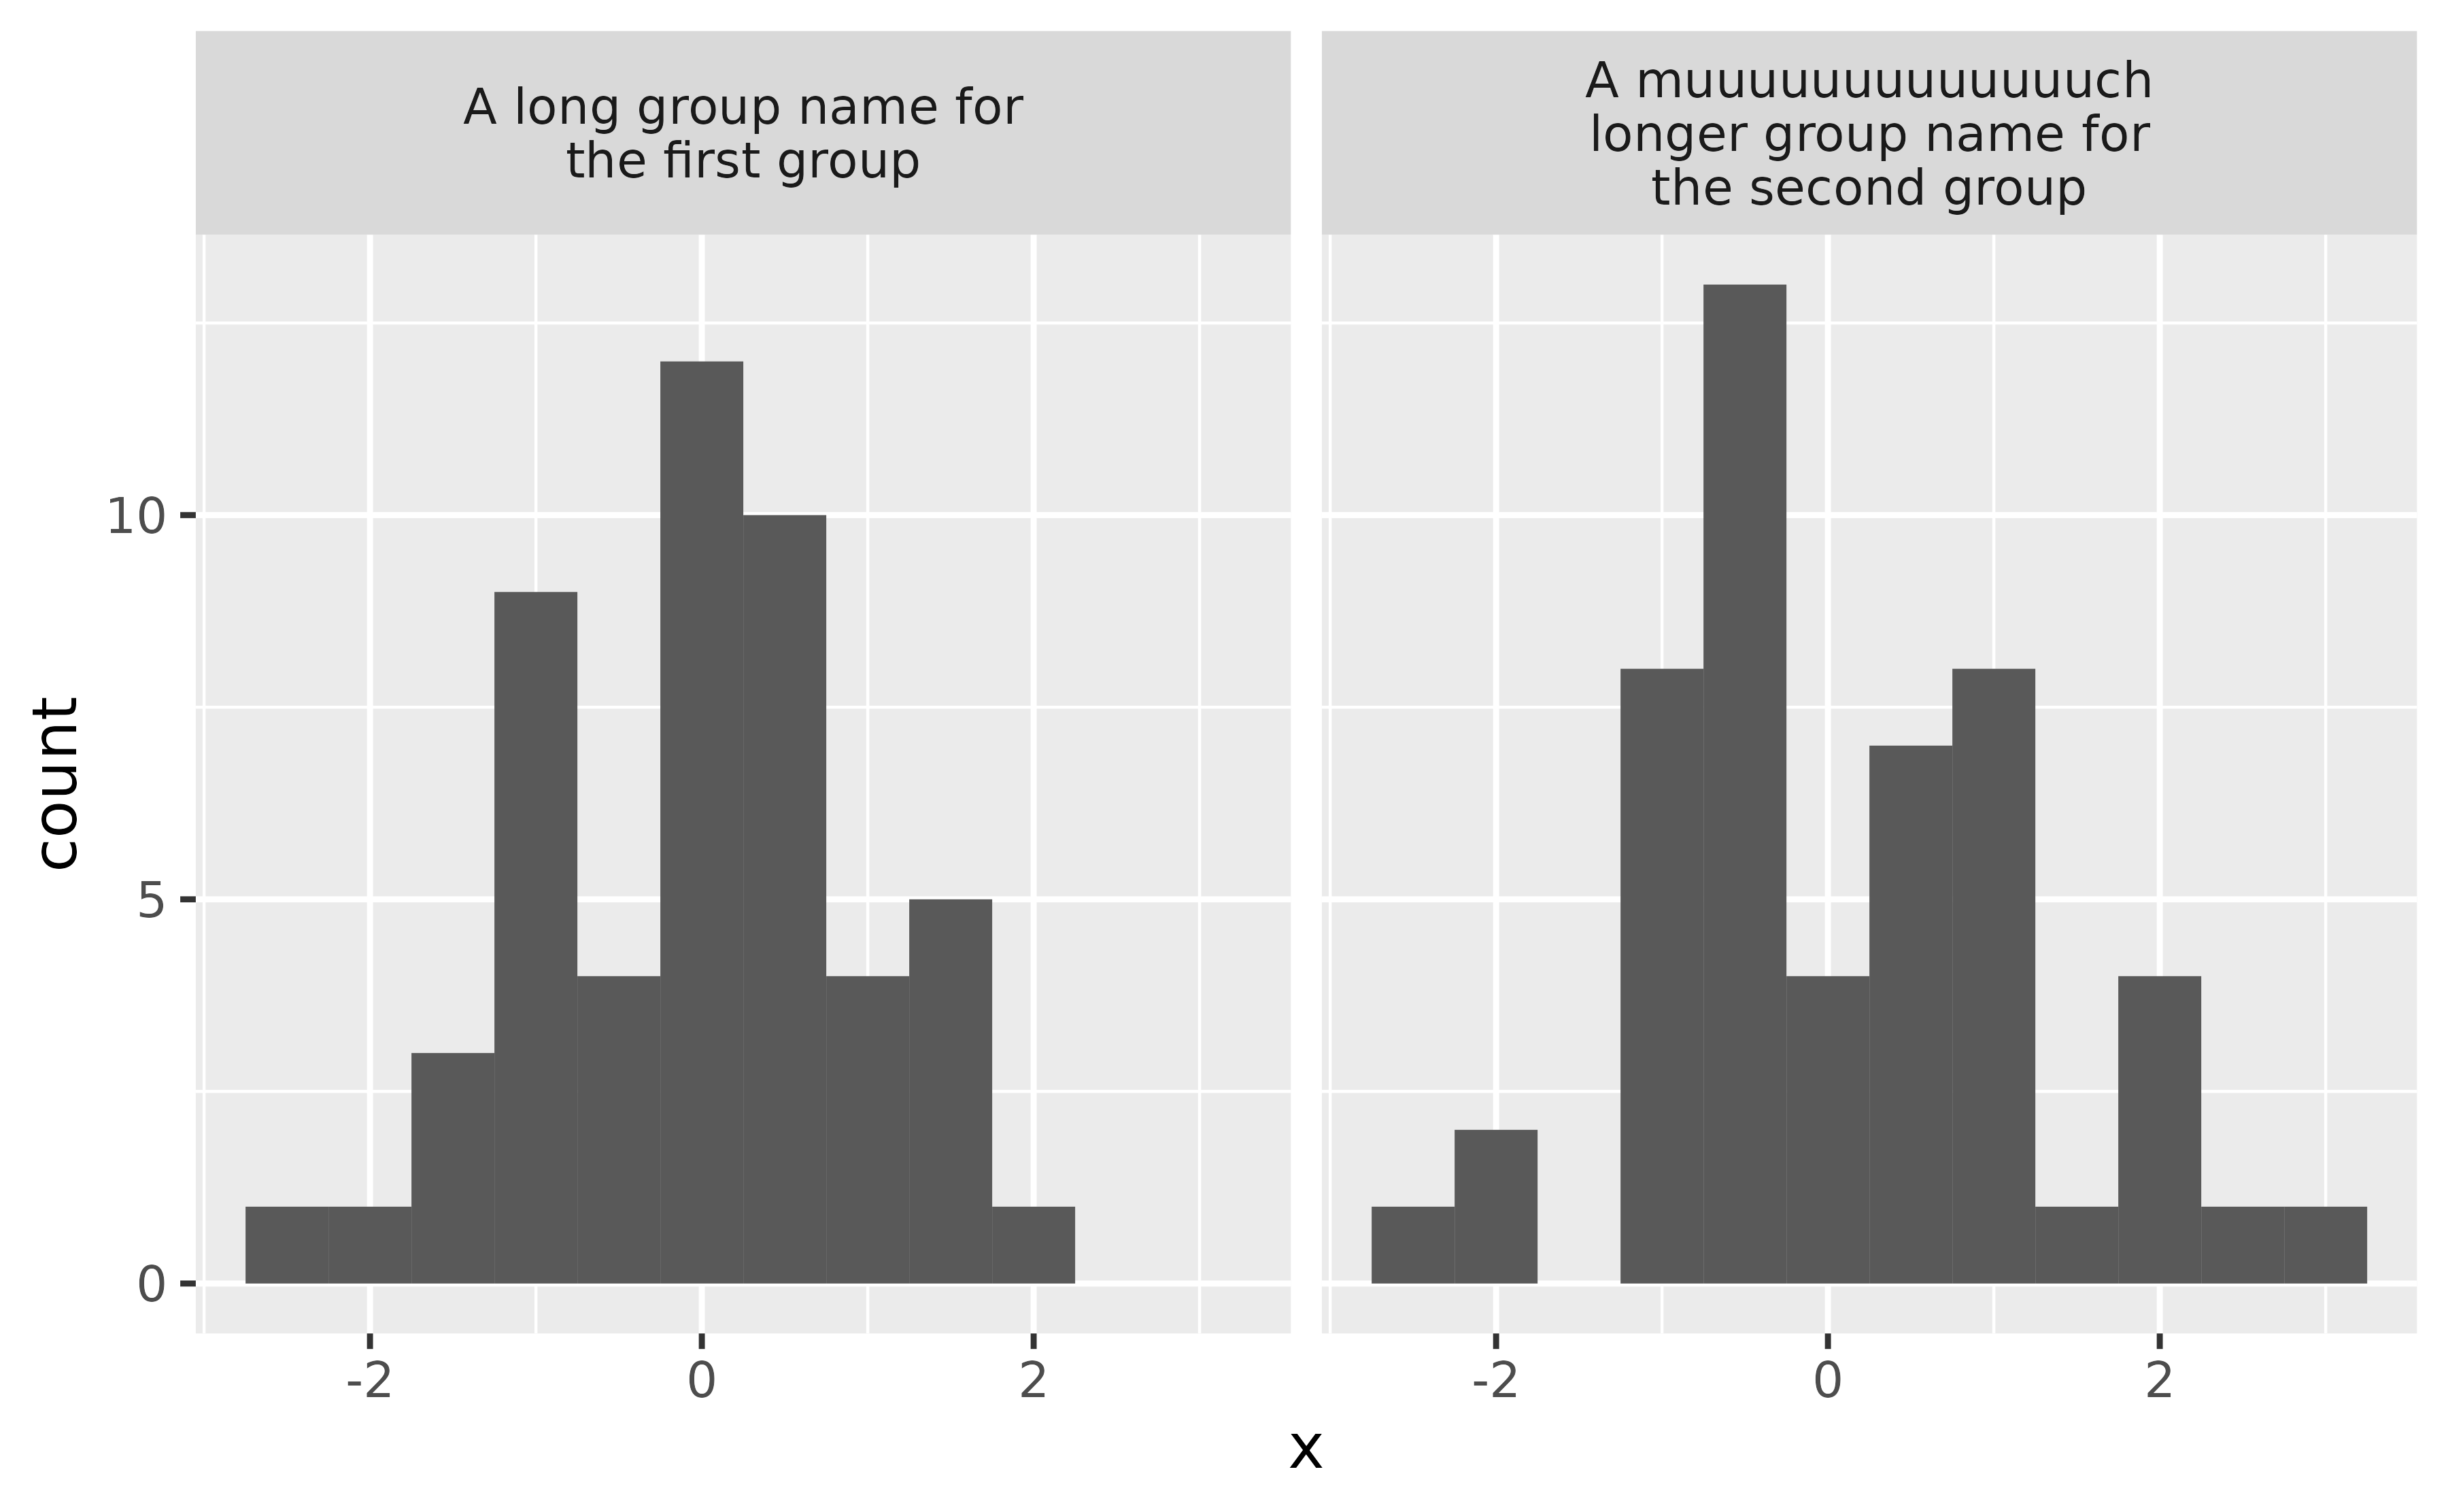 A long group name for
the first group
A muuuuuuuuuuuuuch
longer group name for
the second group
count
10
5
0
-2
0
2
-2
0
2
x